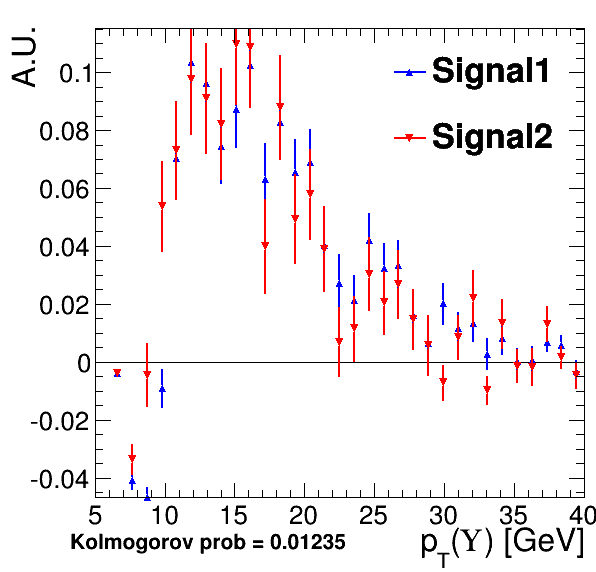 A.U.
Signal1
Signal2
0.1
0.08
0.06
0.04
0.02
0
-0.02
-0.04
5 10 15 20 25 30 35 40
Kolmogorov prob = 0.01235
pT(Υ) [GeV]